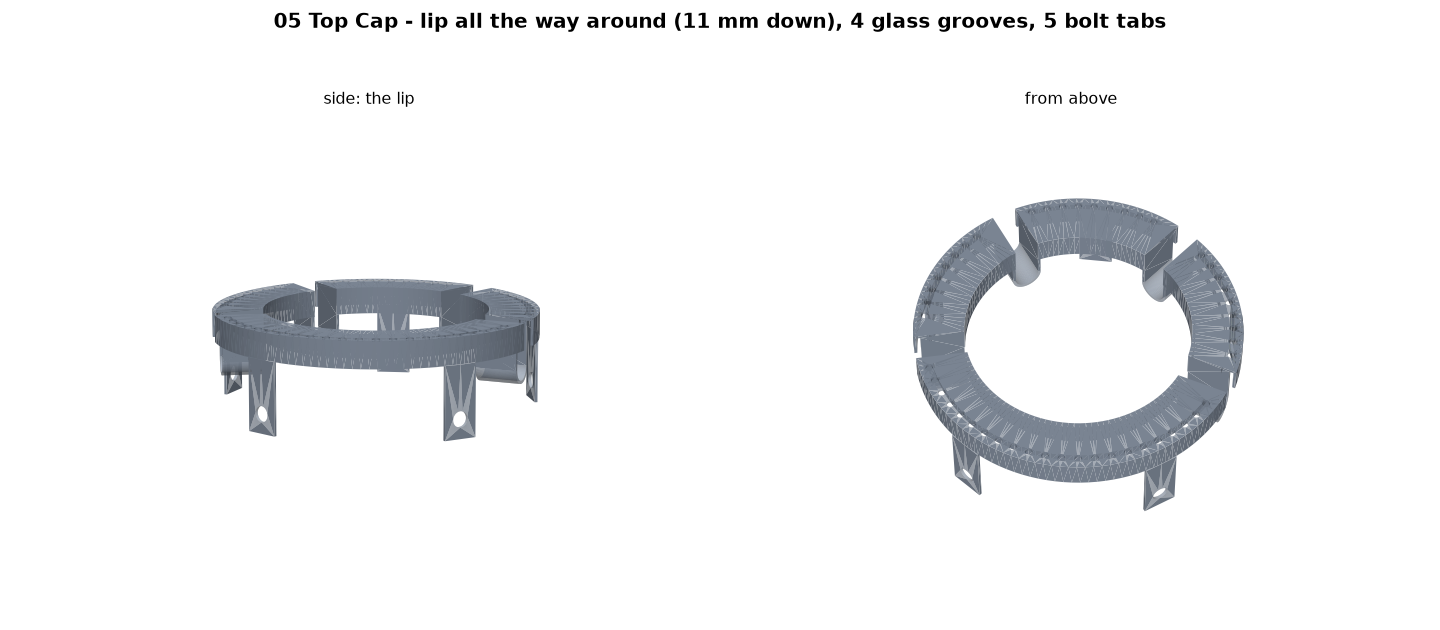 05 Top Cap - lip all the way around (11 mm down), 4 glass grooves, 5 bolt tabs
side: the lip
from above